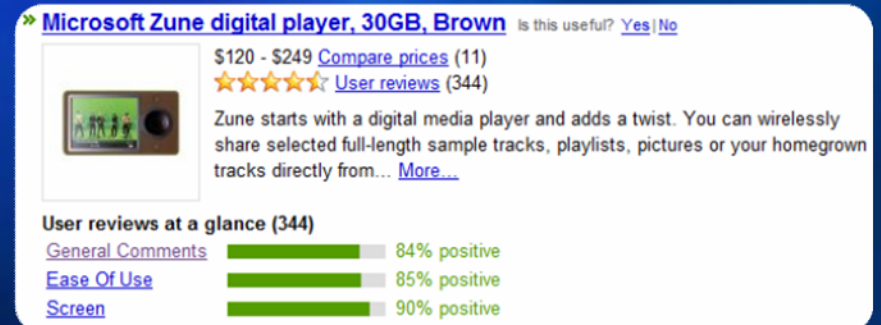 » Microsoft Zune digital player, 30GB, Brown Is this useful? Yes|No
$120 - $249 Compare prices (11)
User reviews (344)
Zune starts with a digital media player and adds a twist. You can wirelessly
share selected full-length sample tracks, playlists, pictures or your homegrown
tracks directly from... More...
User reviews at a glance (344)
General Comments 84% positive
Ease Of Use 85% positive
Screen 90% positive